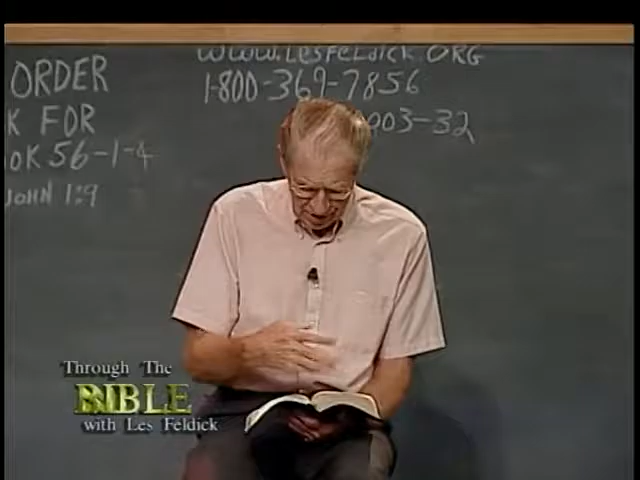 www.LESFELDICK.ORG
ORDER
1-800-369-7856
K FOR
003-32
OK 56-1-4
JOHN 1:9
Through The
BIBLE
with Les Feldick